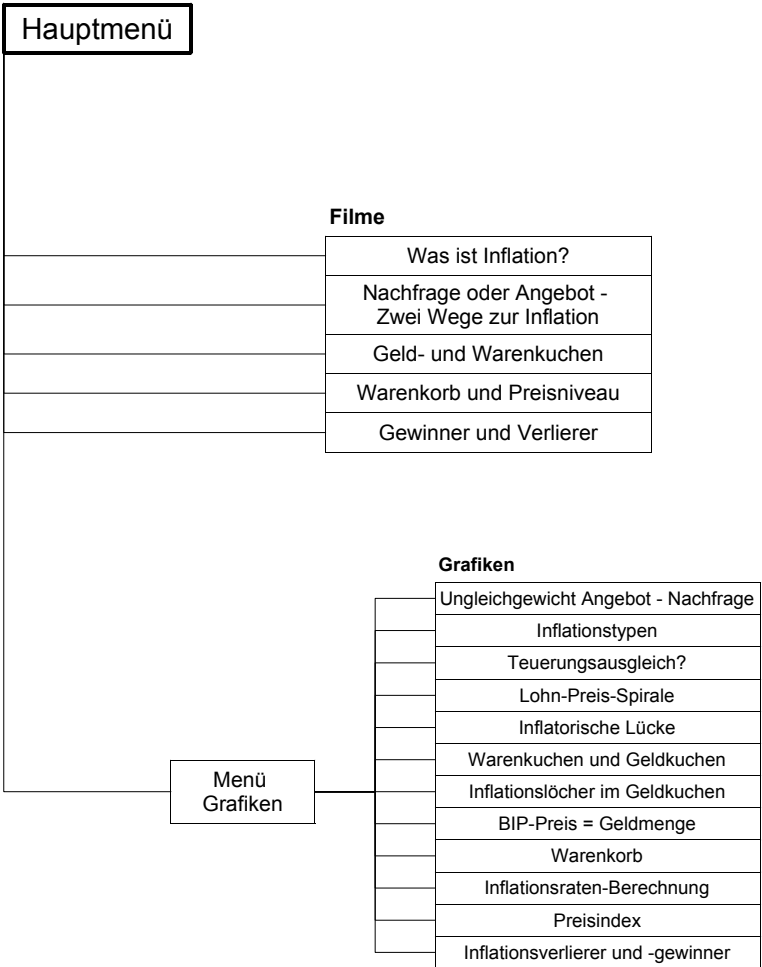 Hauptmenü
Filme
Was ist Inflation?
Nachfrage oder Angebot -
Zwei Wege zur Inflation
Geld- und Warenkuchen
Warenkorb und Preisniveau
Gewinner und Verlierer
Grafiken
Ungleichgewicht Angebot - Nachfrage
Inflationstypen
Teuerungsausgleich?
Lohn-Preis-Spirale
Inflatorische Lücke
Warenkuchen und Geldkuchen
Menü
Grafiken
Inflationslöcher im Geldkuchen
BIP-Preis = Geldmenge
Warenkorb
Inflationsraten-Berechnung
Preisindex
Inflationsverlierer und -gewinner